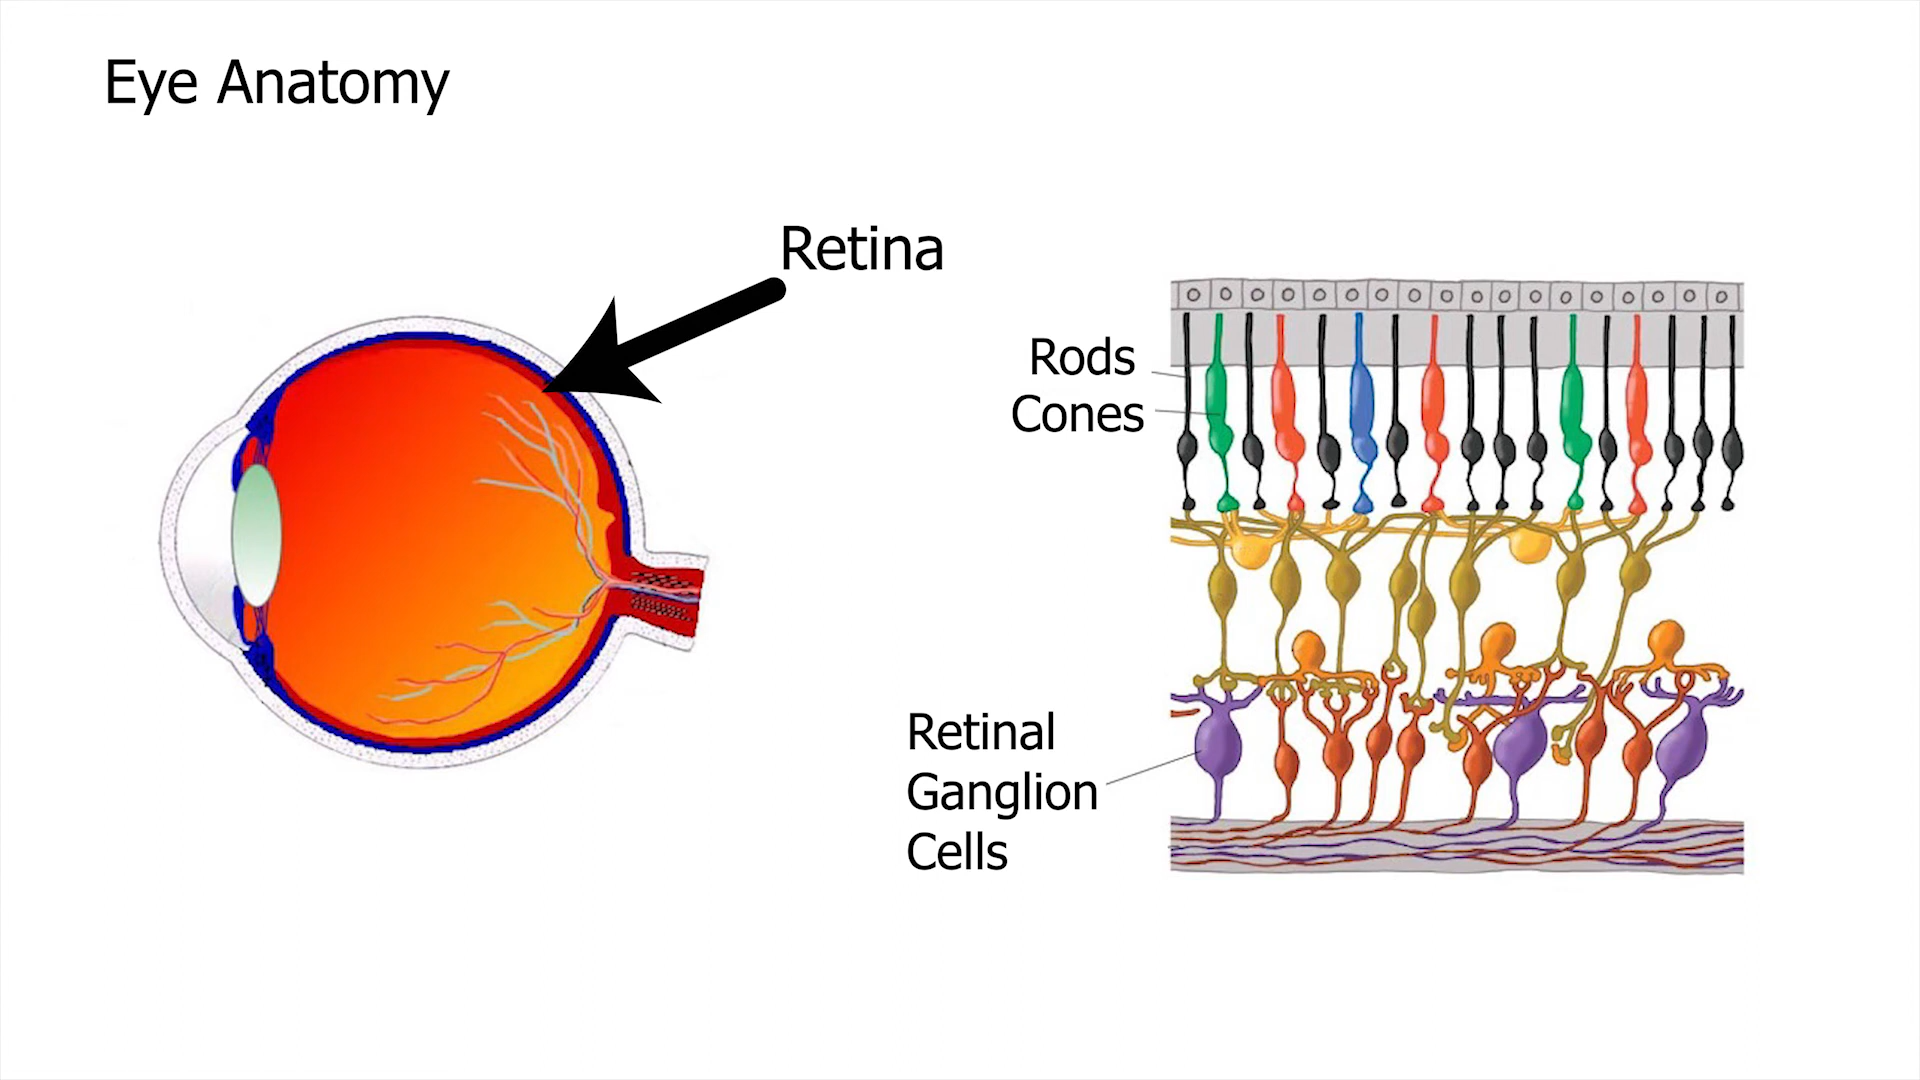 Eye Anatomy
Retina
Rods
Cones
Retinal
Ganglion
Cells